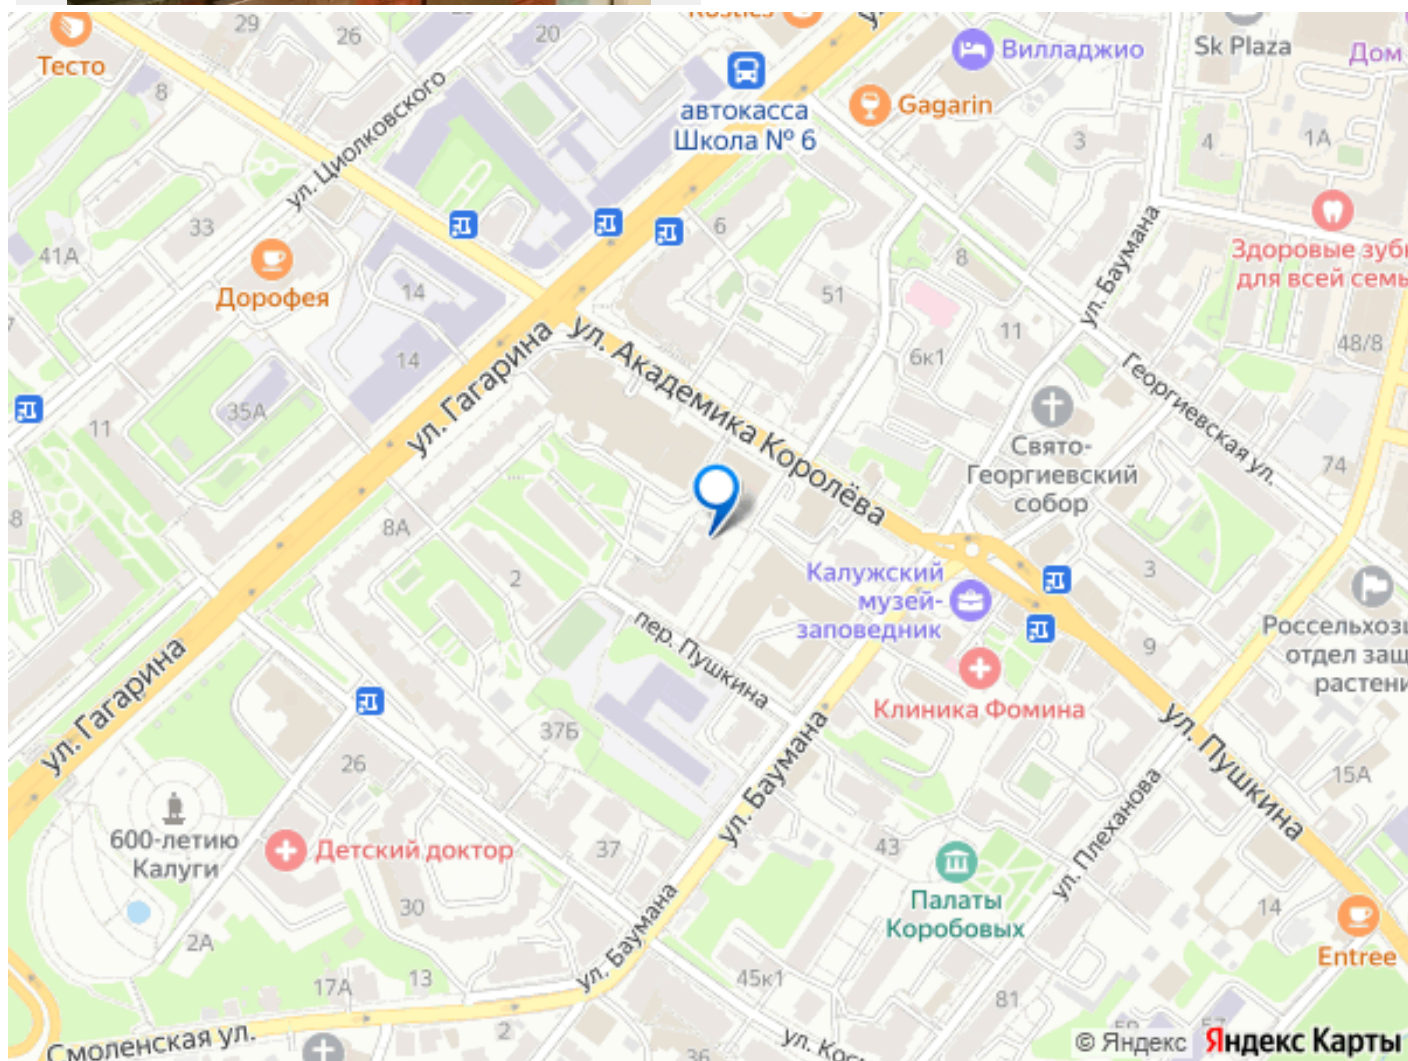 29
26
20
Тесто
8
ул. Циолковского
автокасса
Школа № 6
Вилладжио
Gagarin
Sk Plaza
Дом
3
4
1А
33
41А
Дорофея
14
14
6
51
8
11
6к1
ул. Баумана
Здоровые зуб
для всей семь
48/8
ул. Гагарина
ул. Академика Королёва
Георгиевская ул.
35А
11
Свято-
Георгиевский
собор
74
8А
2
Калужский
музей-
заповедник
3
9
Россельхоз
отдел защ
растени
пер. Пушкина
Клиника Фомина
ул. Гагарина
37Б
ул. Баумана
ул. Пушкина
26
15А
600-летию
Калуги
Детский доктор
37
43
ул. Плеханова
Палаты
Коробовых
30
14
Entree
2А
ул. Баумана
13
17А
45к1
81
Смоленская ул.
2
36
57
© Яндекс Яндекс Карты